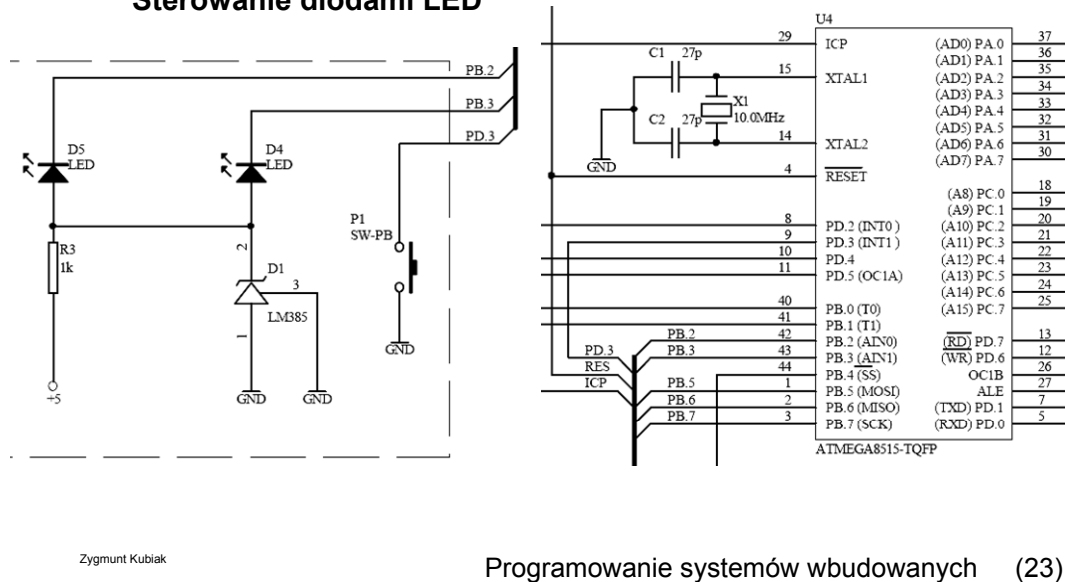 Sterowanie diodami LED
PB.2
PB.3
PD.3
D5
LED
D4
LED
P1
SW-PB
R3
1k
2
D1
3
LM385
1
GND
+5
GND
GND
U4
C1 27p
X1
10.0MHz
C2 27p
GND
29 ICP
15 XTAL1
14 XTAL2
4 RESET
8 PD.2 (INT0 )
9 PD.3 (INT1 )
10 PD.4
11 PD.5 (OC1A)
40 PB.0 (T0)
41 PB.1 (T1)
PB.2 42 PB.2 (AIN0)
PD.3 PB.3 43 PB.3 (AIN1)
RES 44 PB.4 (SS)
ICP PB.5 1 PB.5 (MOSI)
PB.6 2 PB.6 (MISO)
PB.7 3 PB.7 (SCK)
(AD0) PA.0 37
(AD1) PA.1 36
(AD2) PA.2 35
(AD3) PA.3 34
(AD4) PA.4 33
(AD5) PA.5 32
(AD6) PA.6 31
(AD7) PA.7 30
(A8) PC.0 18
(A9) PC.1 19
(A10) PC.2 20
(A11) PC.3 21
(A12) PC.4 22
(A13) PC.5 23
(A14) PC.6 24
(A15) PC.7 25
(RD) PD.7 13
(WR) PD.6 12
OC1B 26
ALE 27
(TXD) PD.1 7
(RXD) PD.0 5
ATMEGA8515-TQFP
Zygmunt Kubiak
Programowanie systemów wbudowanych (23)